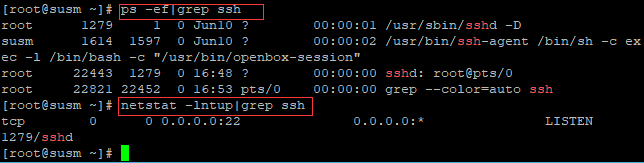 [root@susm ~]# ps -ef|grep ssh
root      1279     1  0 Jun10 ?        00:00:01 /usr/sbin/sshd -D
susm      1614  1597  0 Jun10 ?        00:00:02 /usr/bin/ssh-agent /bin/sh -c ex
ec -l /bin/bash -c "/usr/bin/openbox-session"
root     22443  1279  0 16:48 ?        00:00:00 sshd: root@pts/0
root     22821 22452  0 16:53 pts/0    00:00:00 grep --color=auto ssh
[root@susm ~]# netstat -lntup|grep ssh
tcp        0      0 0.0.0.0:22              0.0.0.0:*               LISTEN
1279/sshd
[root@susm ~]#